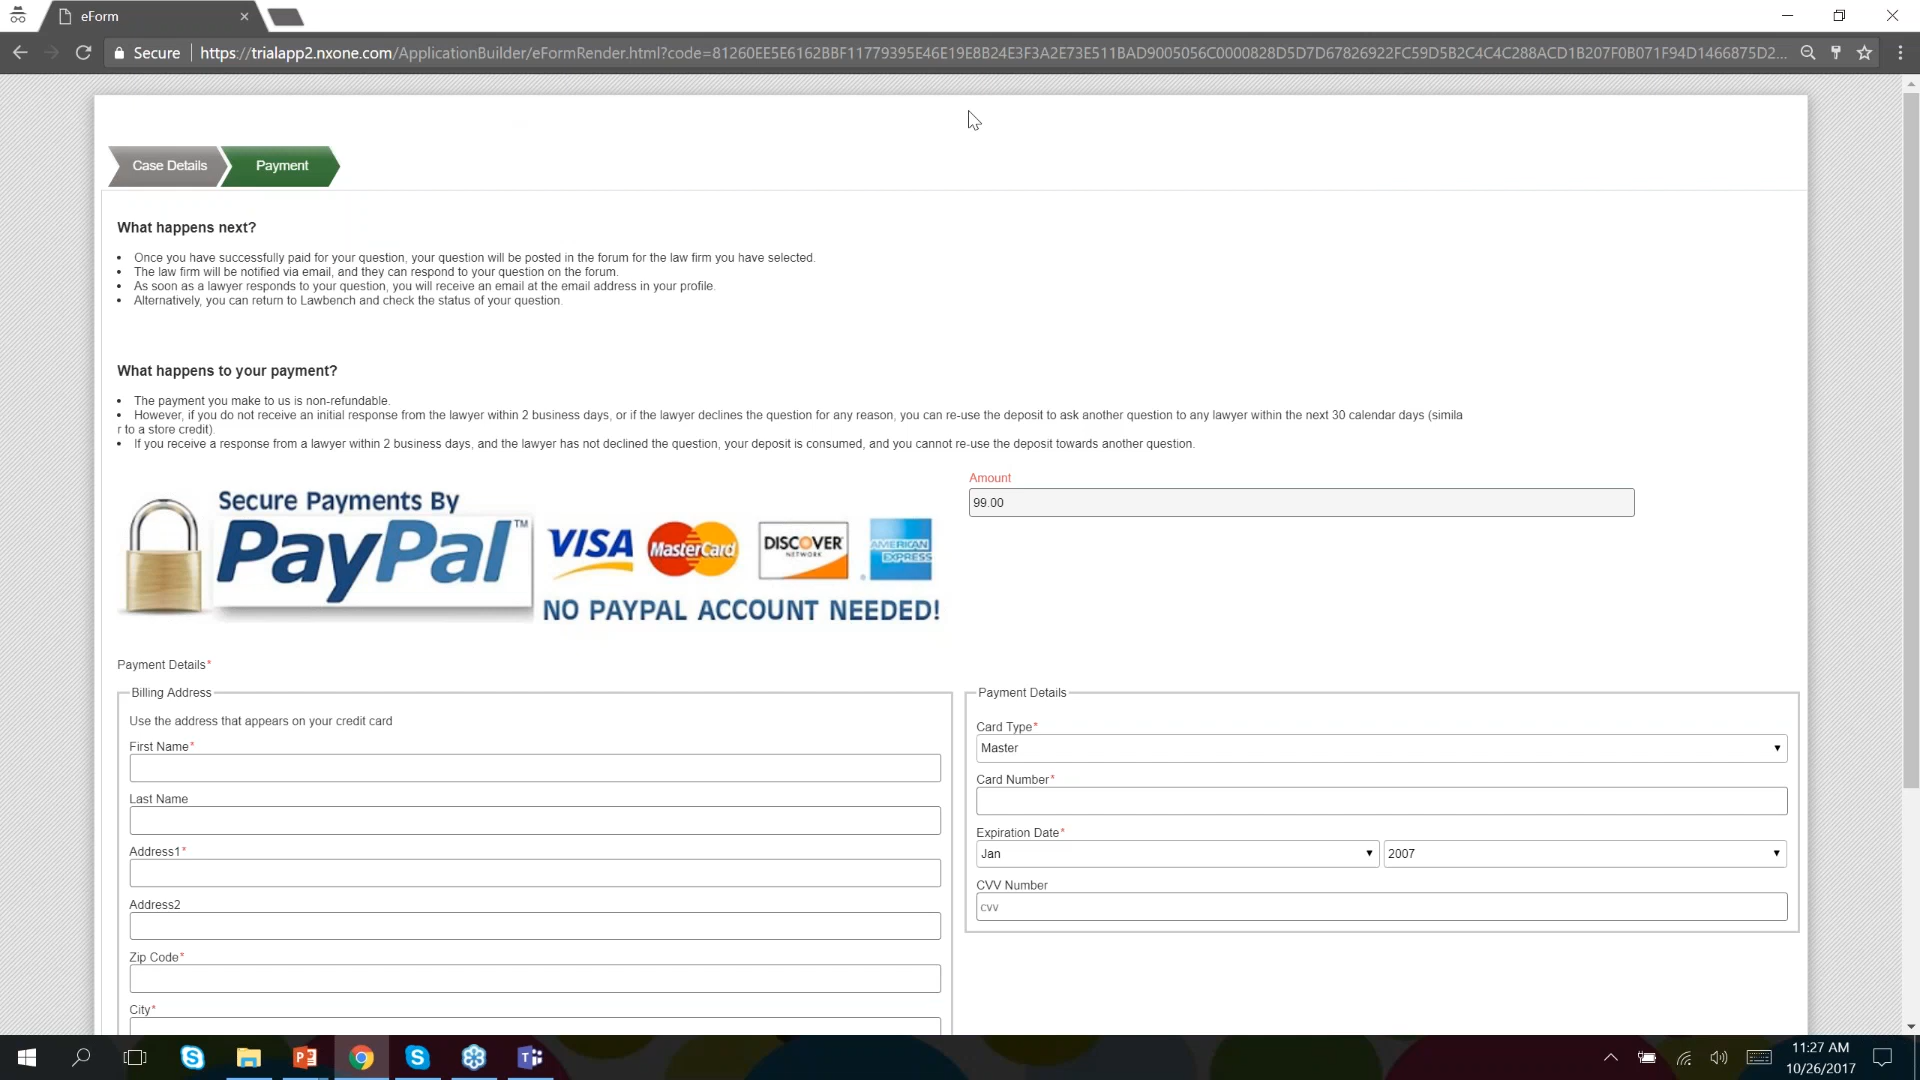 eForm
Secure https://trialapp2.nxone.com/ApplicationBuilder/eFormRender.html?code=81260EE5E6162BBF11779395E46E19E8B24E3F3A2E73E511BAD9005056C0000828D5D7D67826922FC59D5B2C4C4C288ACD1B207F0B071F94D1466875D2...
Case Details Payment
What happens next?
• Once you have successfully paid for your question, your question will be posted in the forum for the law firm you have selected.
• The law firm will be notified via email, and they can respond to your question on the forum.
• As soon as a lawyer responds to your question, you will receive an email at the email address in your profile.
• Alternatively, you can return to Lawbench and check the status of your question.
What happens to your payment?
• The payment you make to us is non-refundable.
• However, if you do not receive an initial response from the lawyer within 2 business days, or if the lawyer declines the question for any reason, you can re-use the deposit to ask another question to any lawyer within the next 30 calendar days (simila
r to a store credit).
• If you receive a response from a lawyer within 2 business days, and the lawyer has not declined the question, your deposit is consumed, and you cannot re-use the deposit towards another question.
Secure Payments By
PayPal™
VISA MasterCard DISCOVER NETWORK AMERICAN EXPRESS
NO PAYPAL ACCOUNT NEEDED!
Amount
99.00
Payment Details*
Billing Address
Use the address that appears on your credit card
First Name*
Last Name
Address1*
Address2
Zip Code*
City*
Payment Details
Card Type*
Master
Card Number*
Expiration Date*
Jan 2007
CVV Number
cvv
11:27 AM
10/26/2017